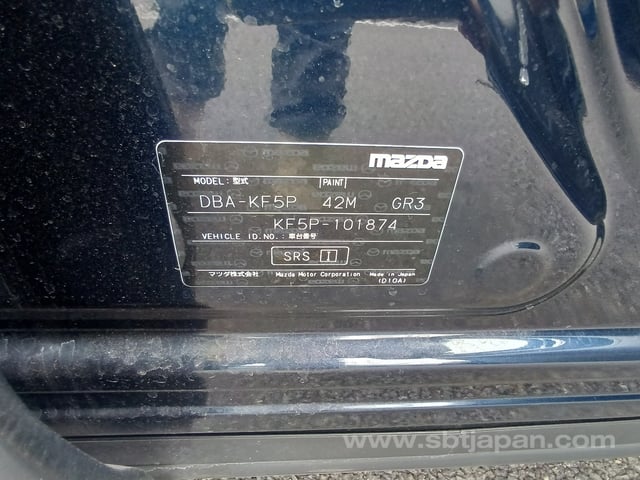 mazda
MODEL:型式 PAINT
DBA-KF5P 42M GR3
KF5P-101874
VEHICLE ID.NO.:車台番号
SRS
マツダ株式会社 Mazda Motor Corporation Made in Japan
(D10A)
www.sbtjapan.com